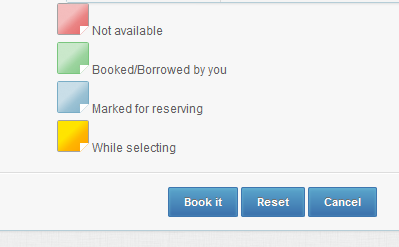 Not available
Booked/Borrowed by you
Marked for reserving
While selecting
Book it Reset Cancel